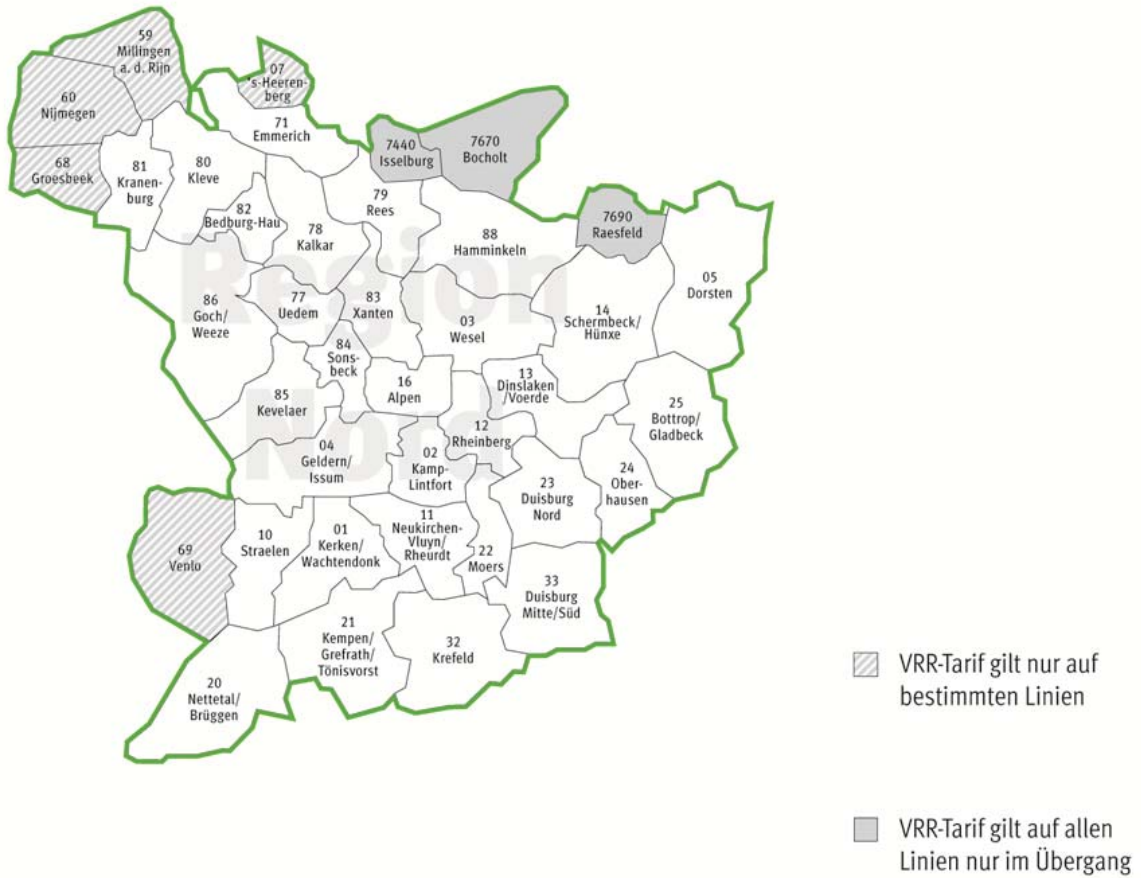 59
Millingen
a. d. Rijn
07
's-Heeren-
berg
60
Nijmegen
71
Emmerich
7440
Isselburg
7670
Bocholt
68
Groesbeek
81
Kranen-
burg
80
Kleve
82
Bedburg-Hau
79
Rees
78
Kalkar
88
Hamminkeln
7690
Raesfeld
05
Dorsten
Region
Nord
86
Goch/
Weeze
77
Uedem
83
Xanten
03
Wesel
14
Schermbeck/
Hünxe
84
Sons-
beck
16
Alpen
13
Dinslaken
/Voerde
85
Kevelaer
12
Rheinberg
25
Bottrop/
Gladbeck
04
Geldern/
Issum
02
Kamp-
Lintfort
24
Ober-
hausen
23
Duisburg
Nord
10
Straelen
01
Kerken/
Wachtendonk
11
Neukirchen-
Vluyn/
Rheurdt
22
Moers
69
Venlo
33
Duisburg
Mitte/Süd
21
Kempen/
Grefrath/
Tönisvorst
32
Krefeld
20
Nettetal/
Brüggen
VRR-Tarif gilt nur auf
bestimmten Linien
VRR-Tarif gilt auf allen
Linien nur im Übergang